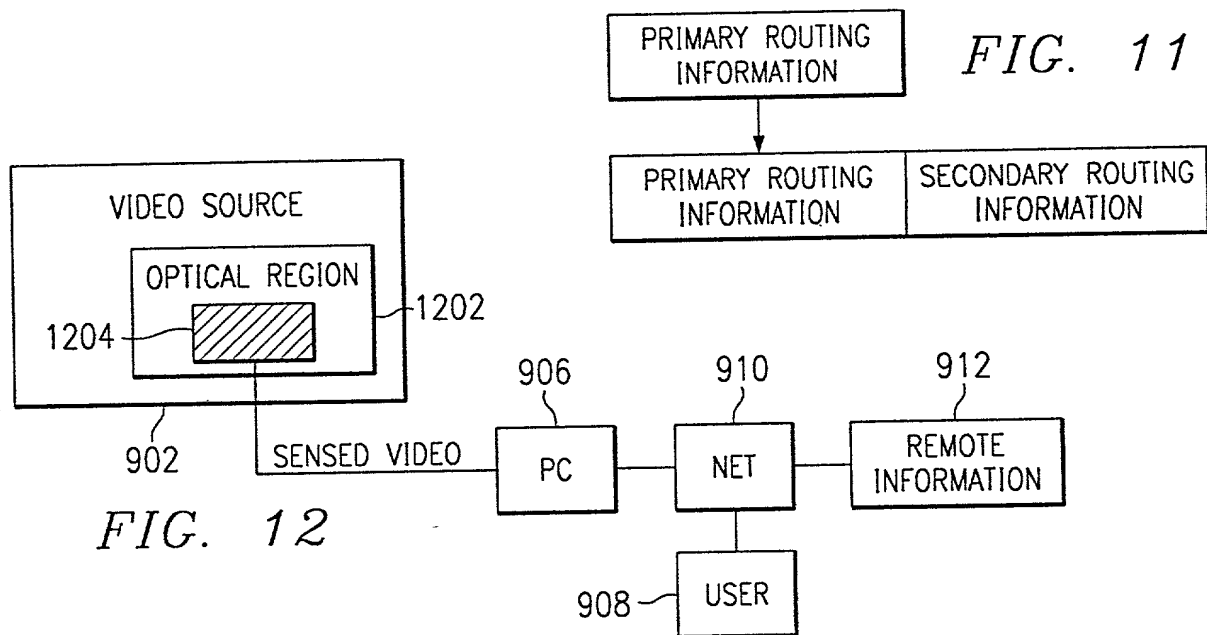 PRIMARY ROUTING
INFORMATION
FIG. 11
PRIMARY ROUTING
INFORMATION
SECONDARY ROUTING
INFORMATION
VIDEO SOURCE
OPTICAL REGION
1204
1202
902
SENSED VIDEO
906
PC
910
NET
912
REMOTE
INFORMATION
908
USER
FIG. 12